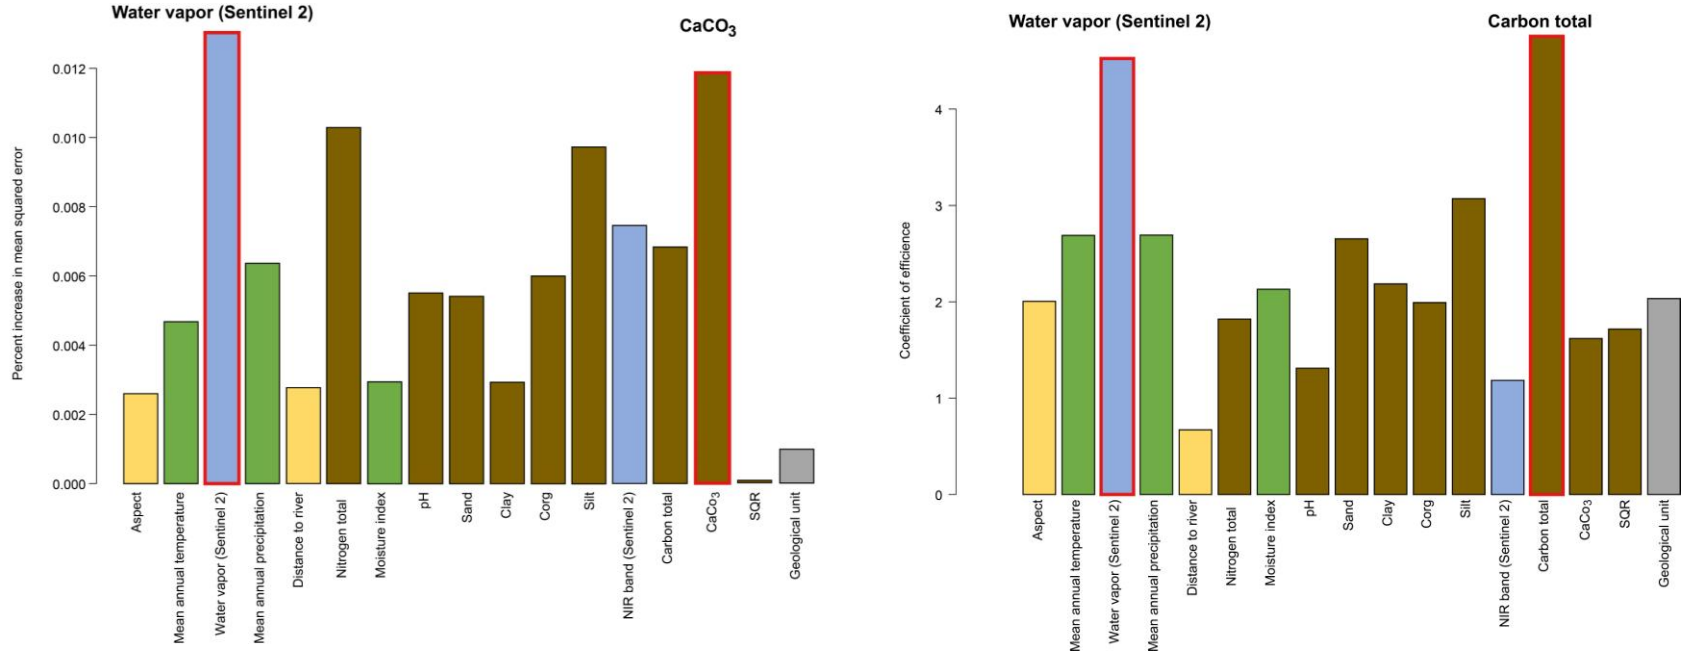 Water vapor (Sentinel 2)
CaCO3
Percent increase in mean squared error
0.012
0.010
0.008
0.006
0.004
0.002
0.000
Aspect
Mean annual temperature
Water vapor (Sentinel 2)
Mean annual precipitation
Distance to river
Nitrogen total
Moisture index
pH
Sand
Clay
Corg
Silt
NIR band (Sentinel 2)
Carbon total
CaCo3
SQR
Geological unit
Water vapor (Sentinel 2)
Carbon total
Coefficient of efficience
4
3
2
1
0
Aspect
Mean annual temperature
Water vapor (Sentinel 2)
Mean annual precipitation
Distance to river
Nitrogen total
Moisture index
pH
Sand
Clay
Corg
Silt
NIR band (Sentinel 2)
Carbon total
CaCo3
SQR
Geological unit